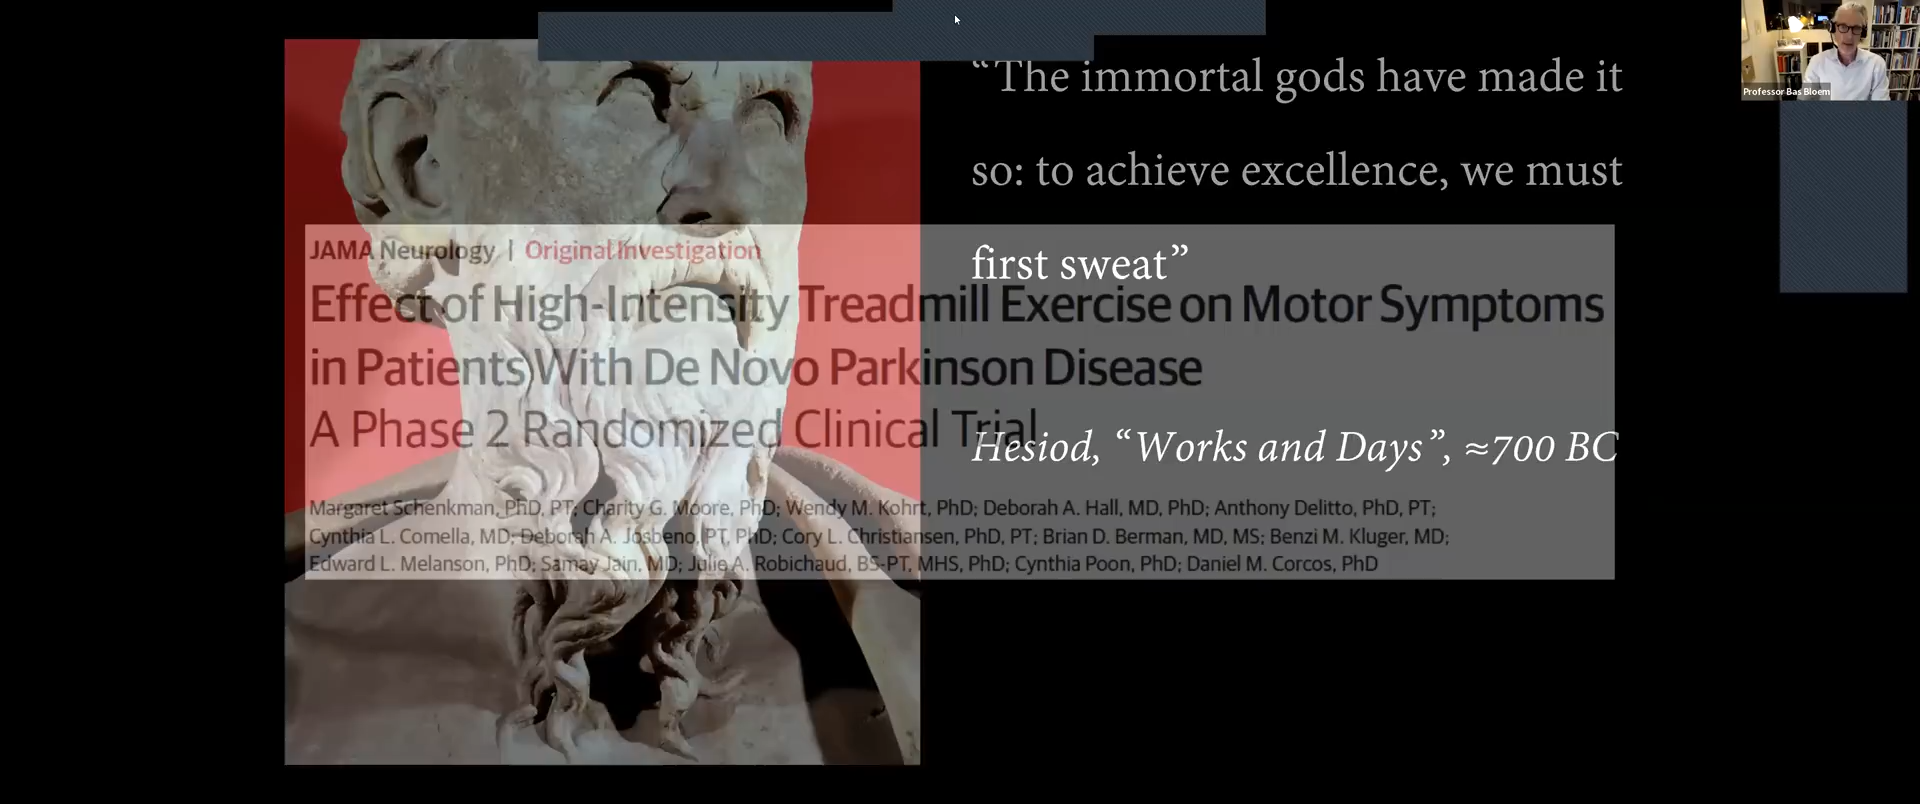 “The immortal gods have made it
so: to achieve excellence, we must
first sweat”
Hesiod, “Works and Days”, ≈700 BC
JAMA Neurology | Original Investigation
Effect of High-Intensity Treadmill Exercise on Motor Symptoms
in Patients With De Novo Parkinson Disease
A Phase 2 Randomized Clinical Trial
Margaret Schenkman, PhD, PT; Charity G. Moore, PhD; Wendy M. Kohrt, PhD; Deborah A. Hall, MD, PhD; Anthony Delitto, PhD, PT;
Cynthia L. Comella, MD; Deborah A. Josbeno, PT, PhD; Cory L. Christiansen, PhD, PT; Brian D. Berman, MD, MS; Benzi M. Kluger, MD;
Edward L. Melanson, PhD; Samay Jain, MD; Julie A. Robichaud, BS-PT, MHS, PhD; Cynthia Poon, PhD; Daniel M. Corcos, PhD
Professor Bas Bloem